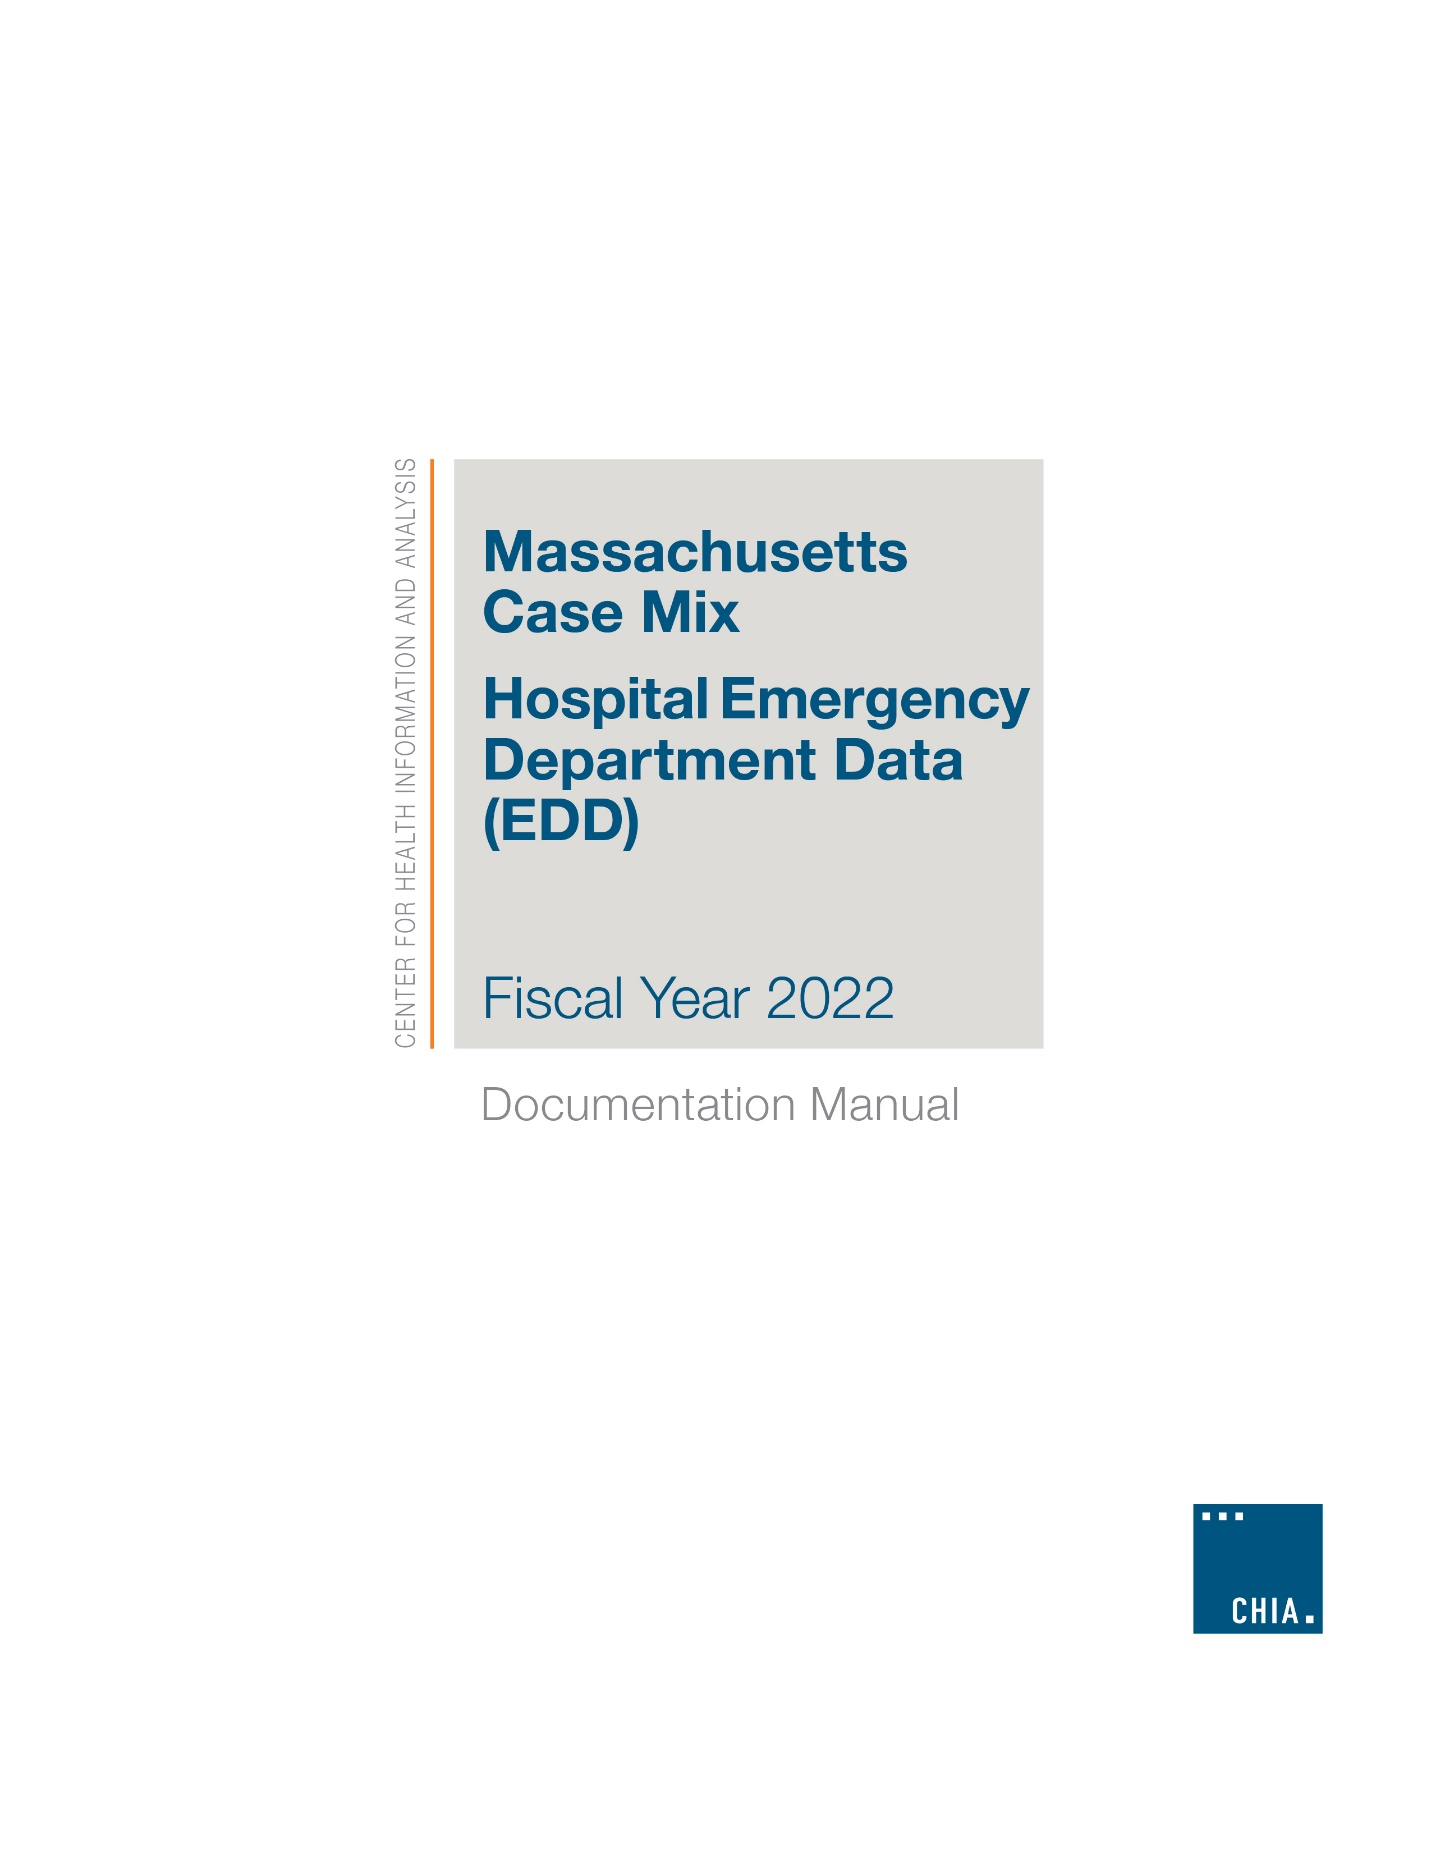 CENTER FOR HEALTH INFORMATION AND ANALYSIS
Massachusetts
Case Mix
Hospital Emergency
Department Data
(EDD)
Fiscal Year 2022
Documentation Manual
CHIA.